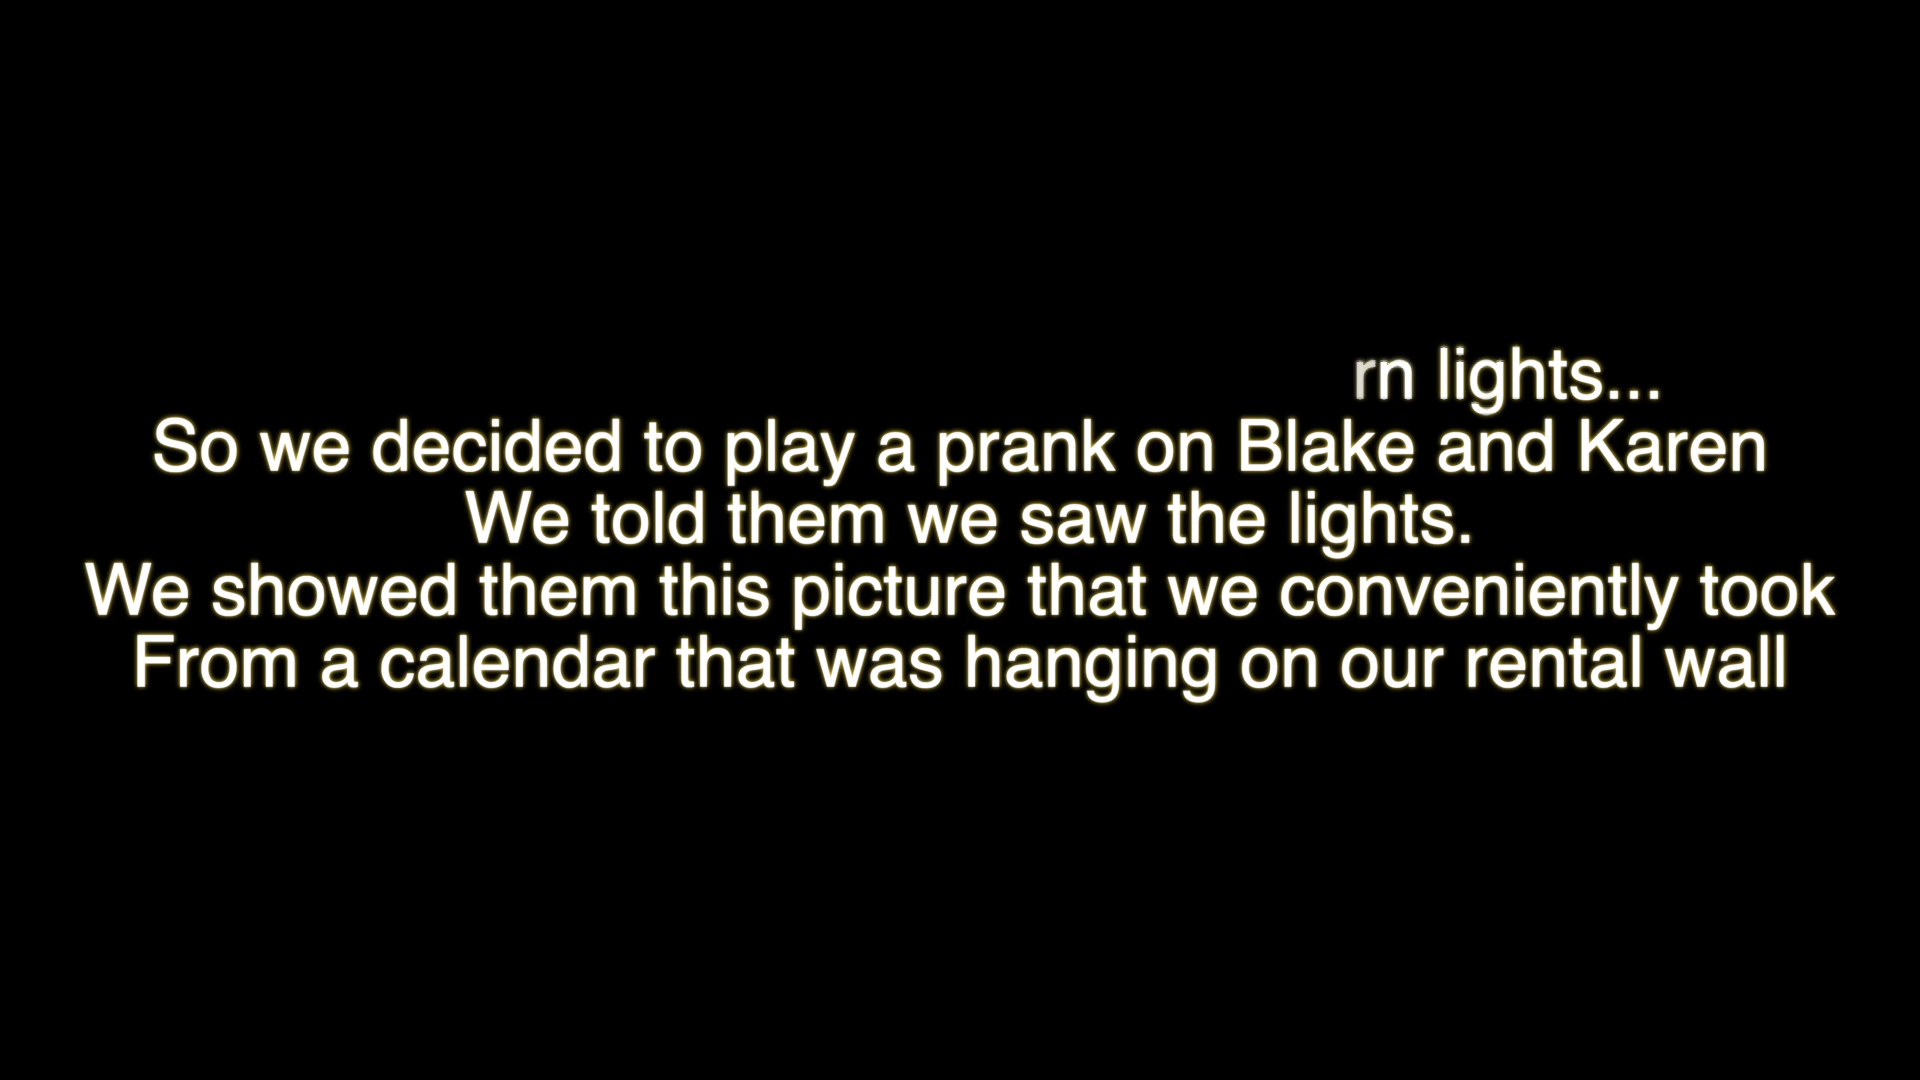 rn lights...
So we decided to play a prank on Blake and Karen
We told them we saw the lights.
We showed them this picture that we conveniently took
From a calendar that was hanging on our rental wall